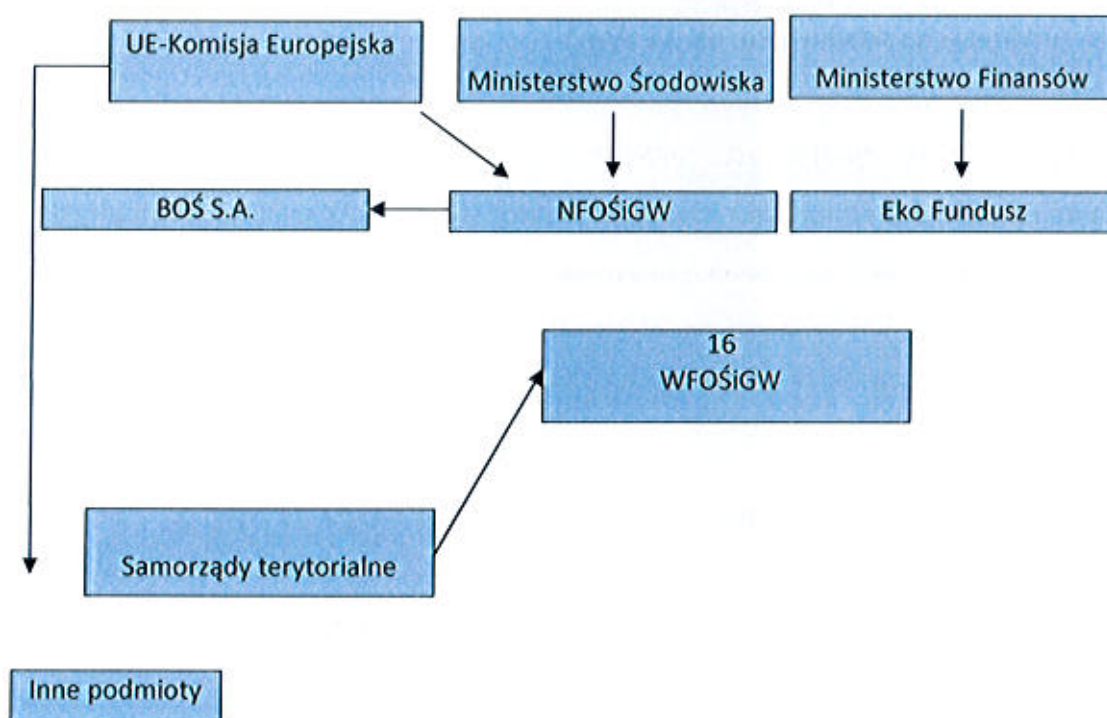 UE-Komisja Europejska
Ministerstwo Środowiska
Ministerstwo Finansów
BOŚ S.A.
NFOŚiGW
Eko Fundusz
16
WFOŚiGW
Samorządy terytorialne
Inne podmioty